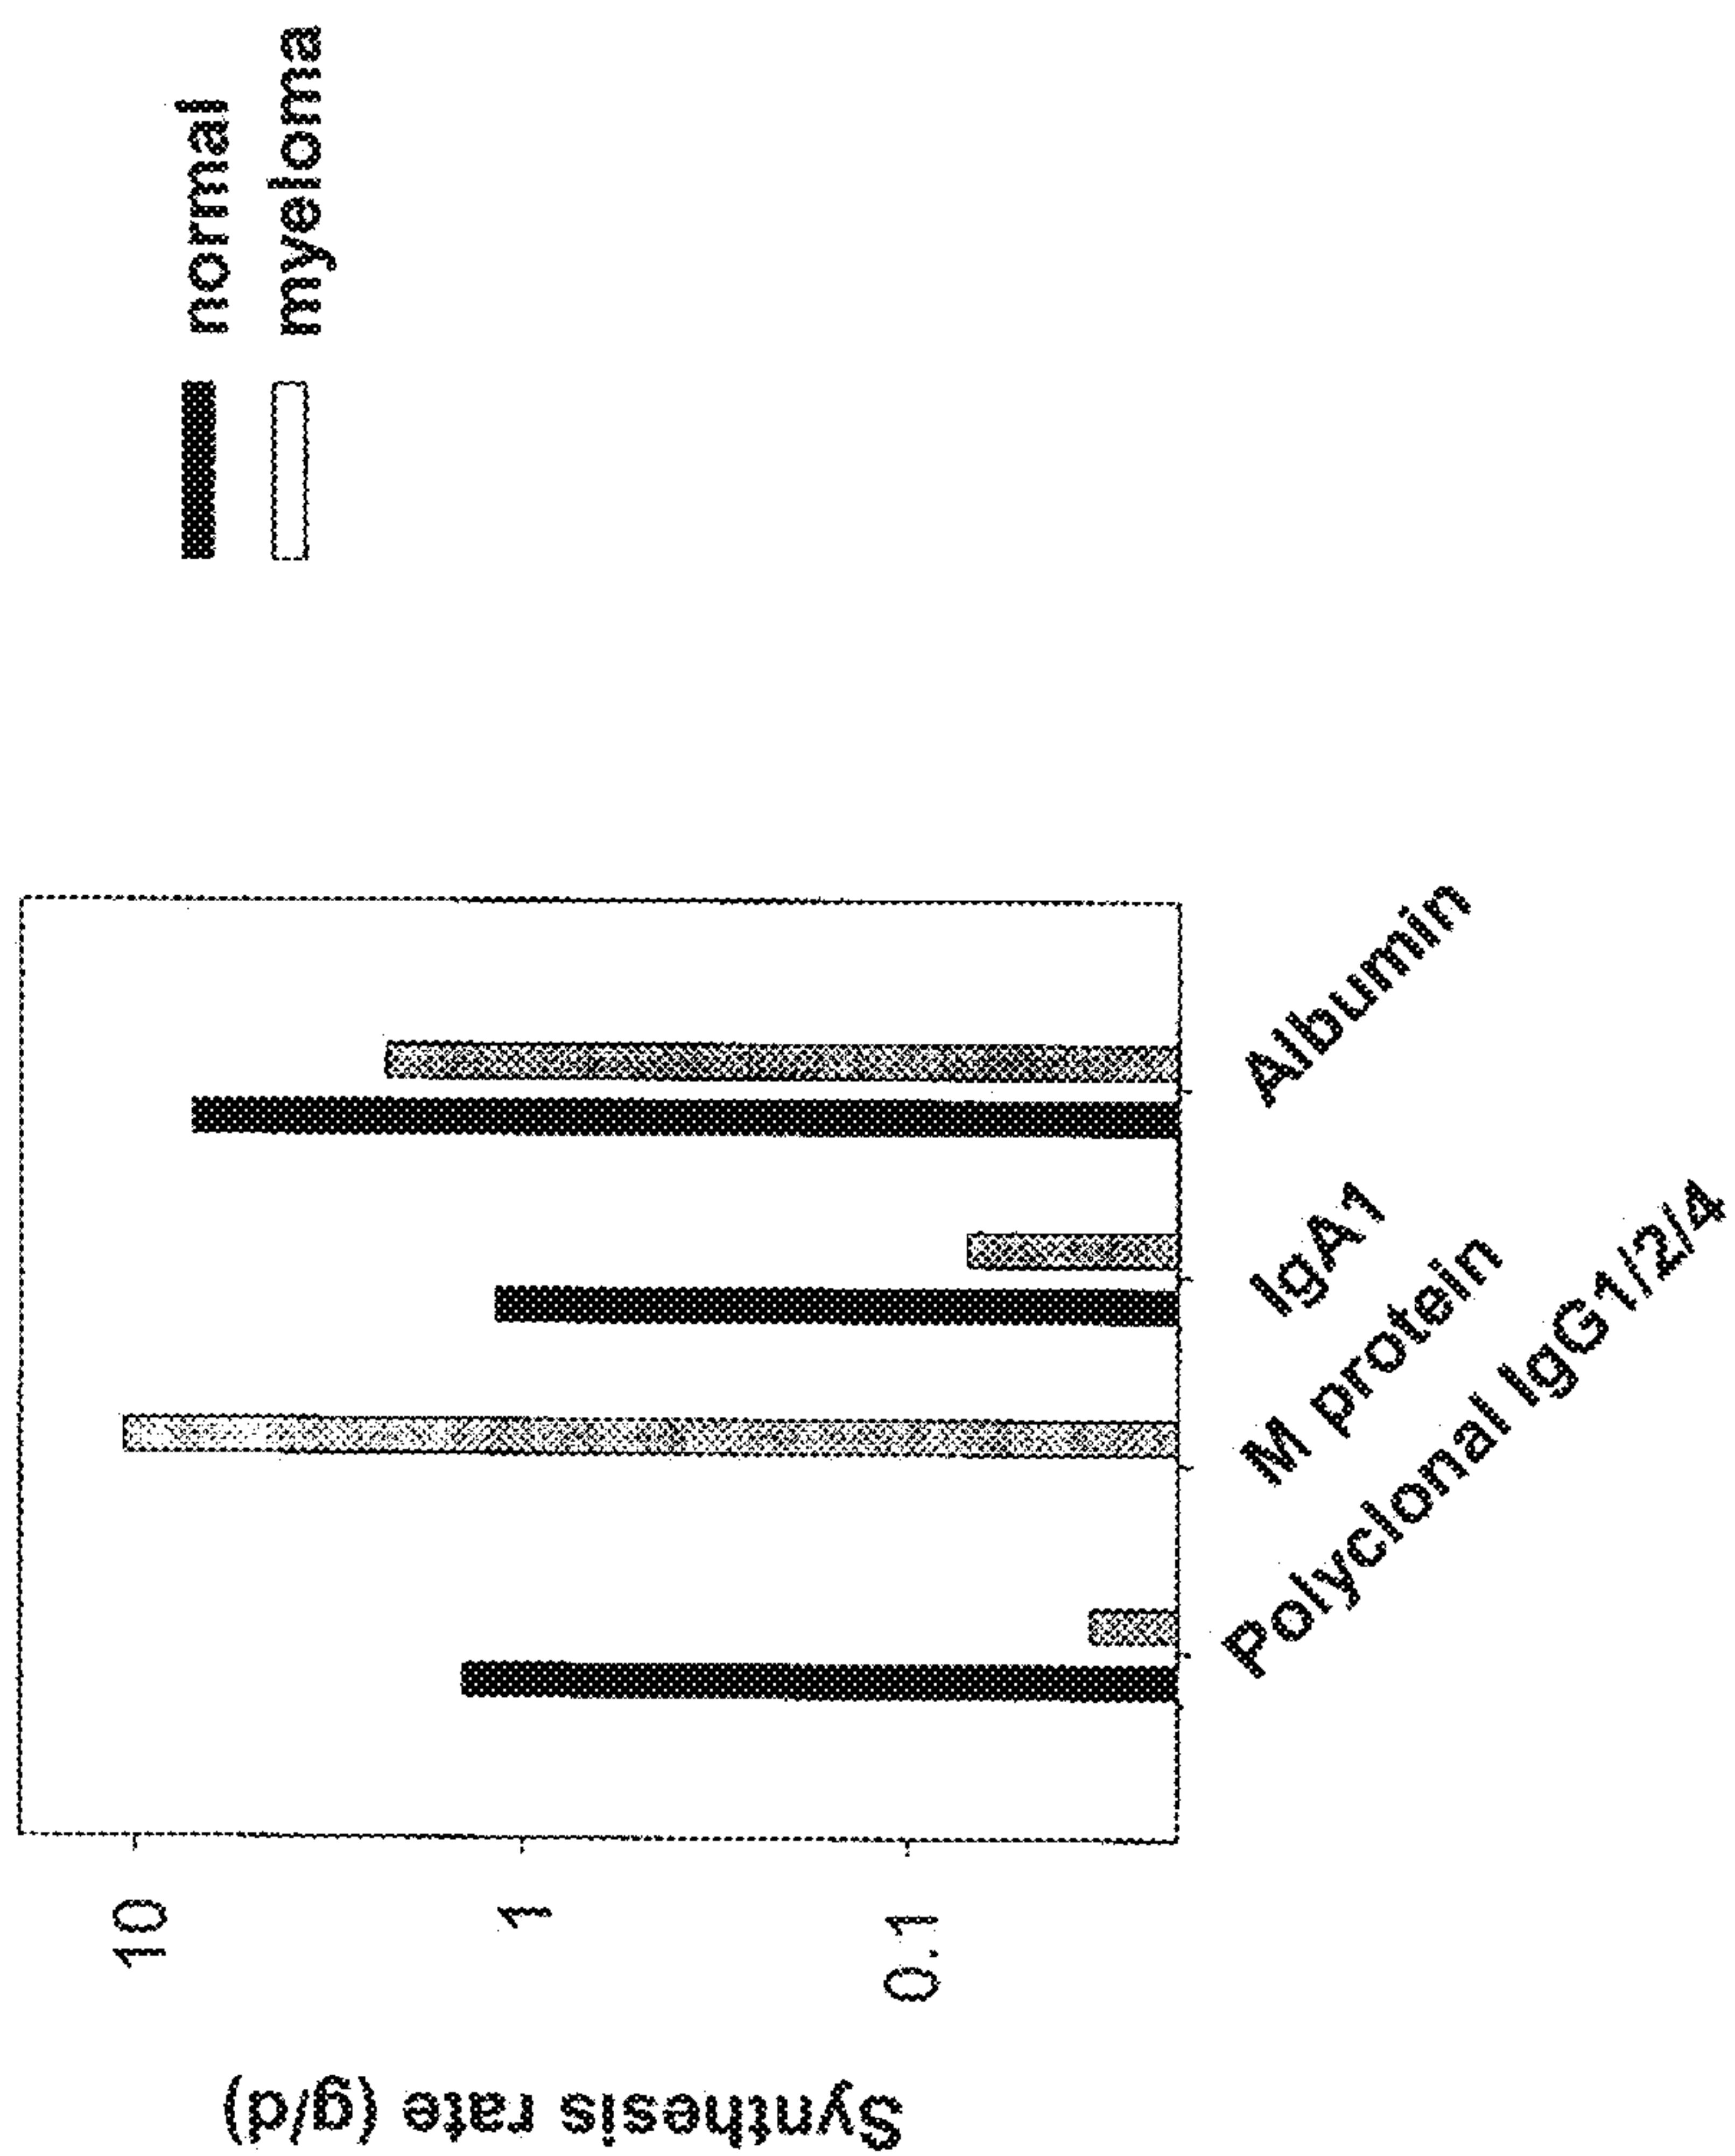 normal
myeloma
Synthesis rate (g/d)
10
1
0.1
Polyclonal IgG1/2/4
M protein
IgA1
Albumin